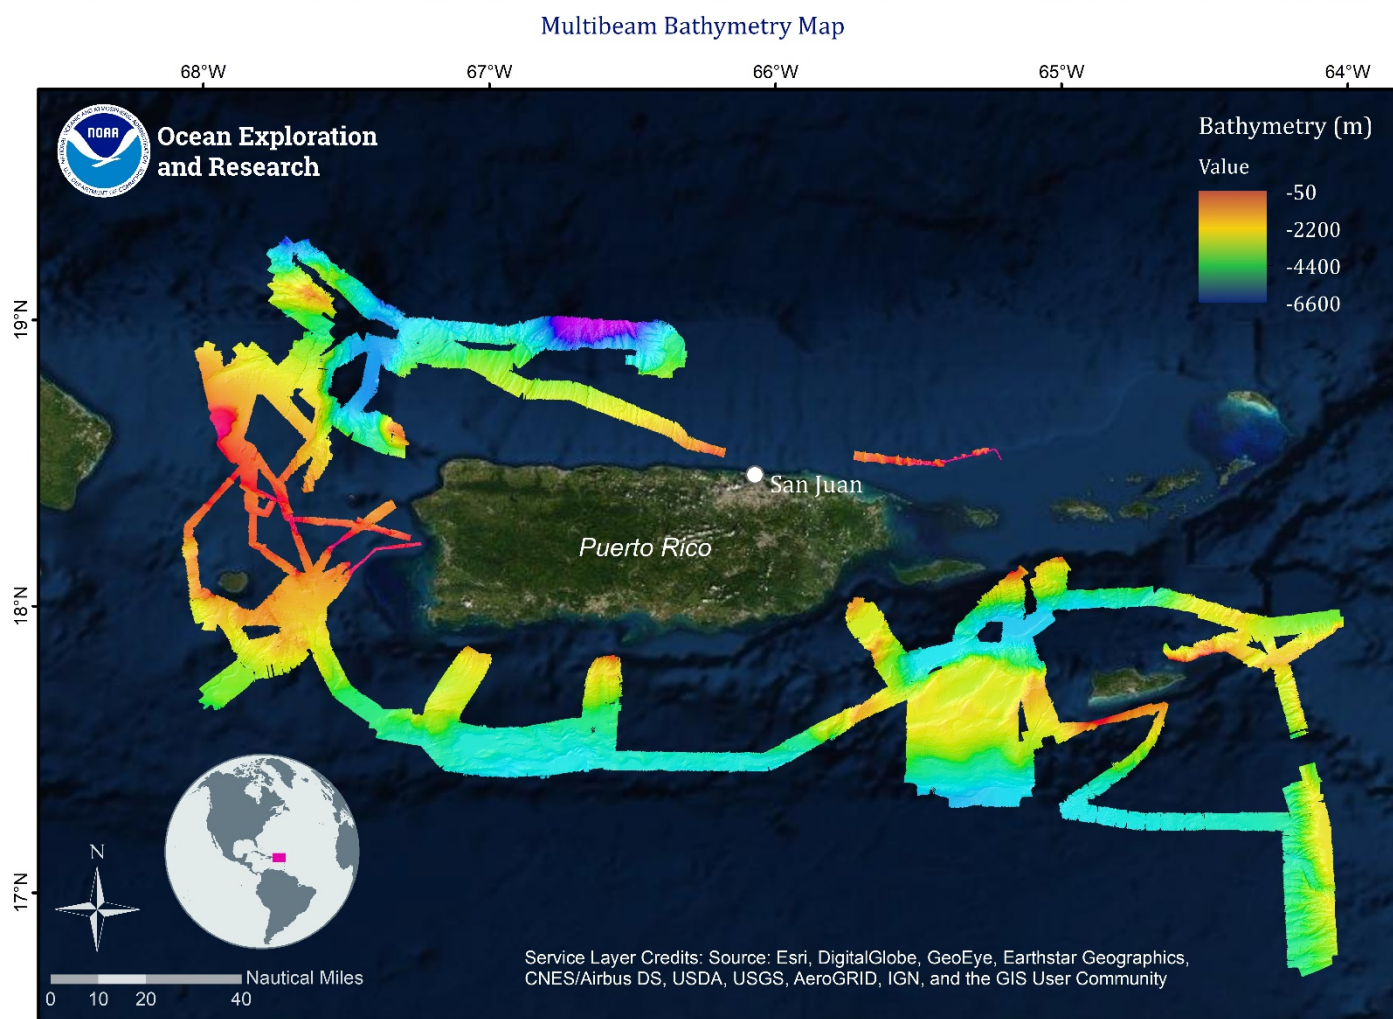 Multibeam Bathymetry Map
68°W
67°W
66°W
65°W
64°W
NOAA
Ocean Exploration
and Research
Bathymetry (m)
Value
-50
-2200
-4400
-6600
19°N
18°N
17°N
San Juan
Puerto Rico
N
Nautical Miles
0 10 20 40
Service Layer Credits: Source: Esri, DigitalGlobe, GeoEye, Earthstar Geographics,
CNES/Airbus DS, USDA, USGS, AeroGRID, IGN, and the GIS User Community